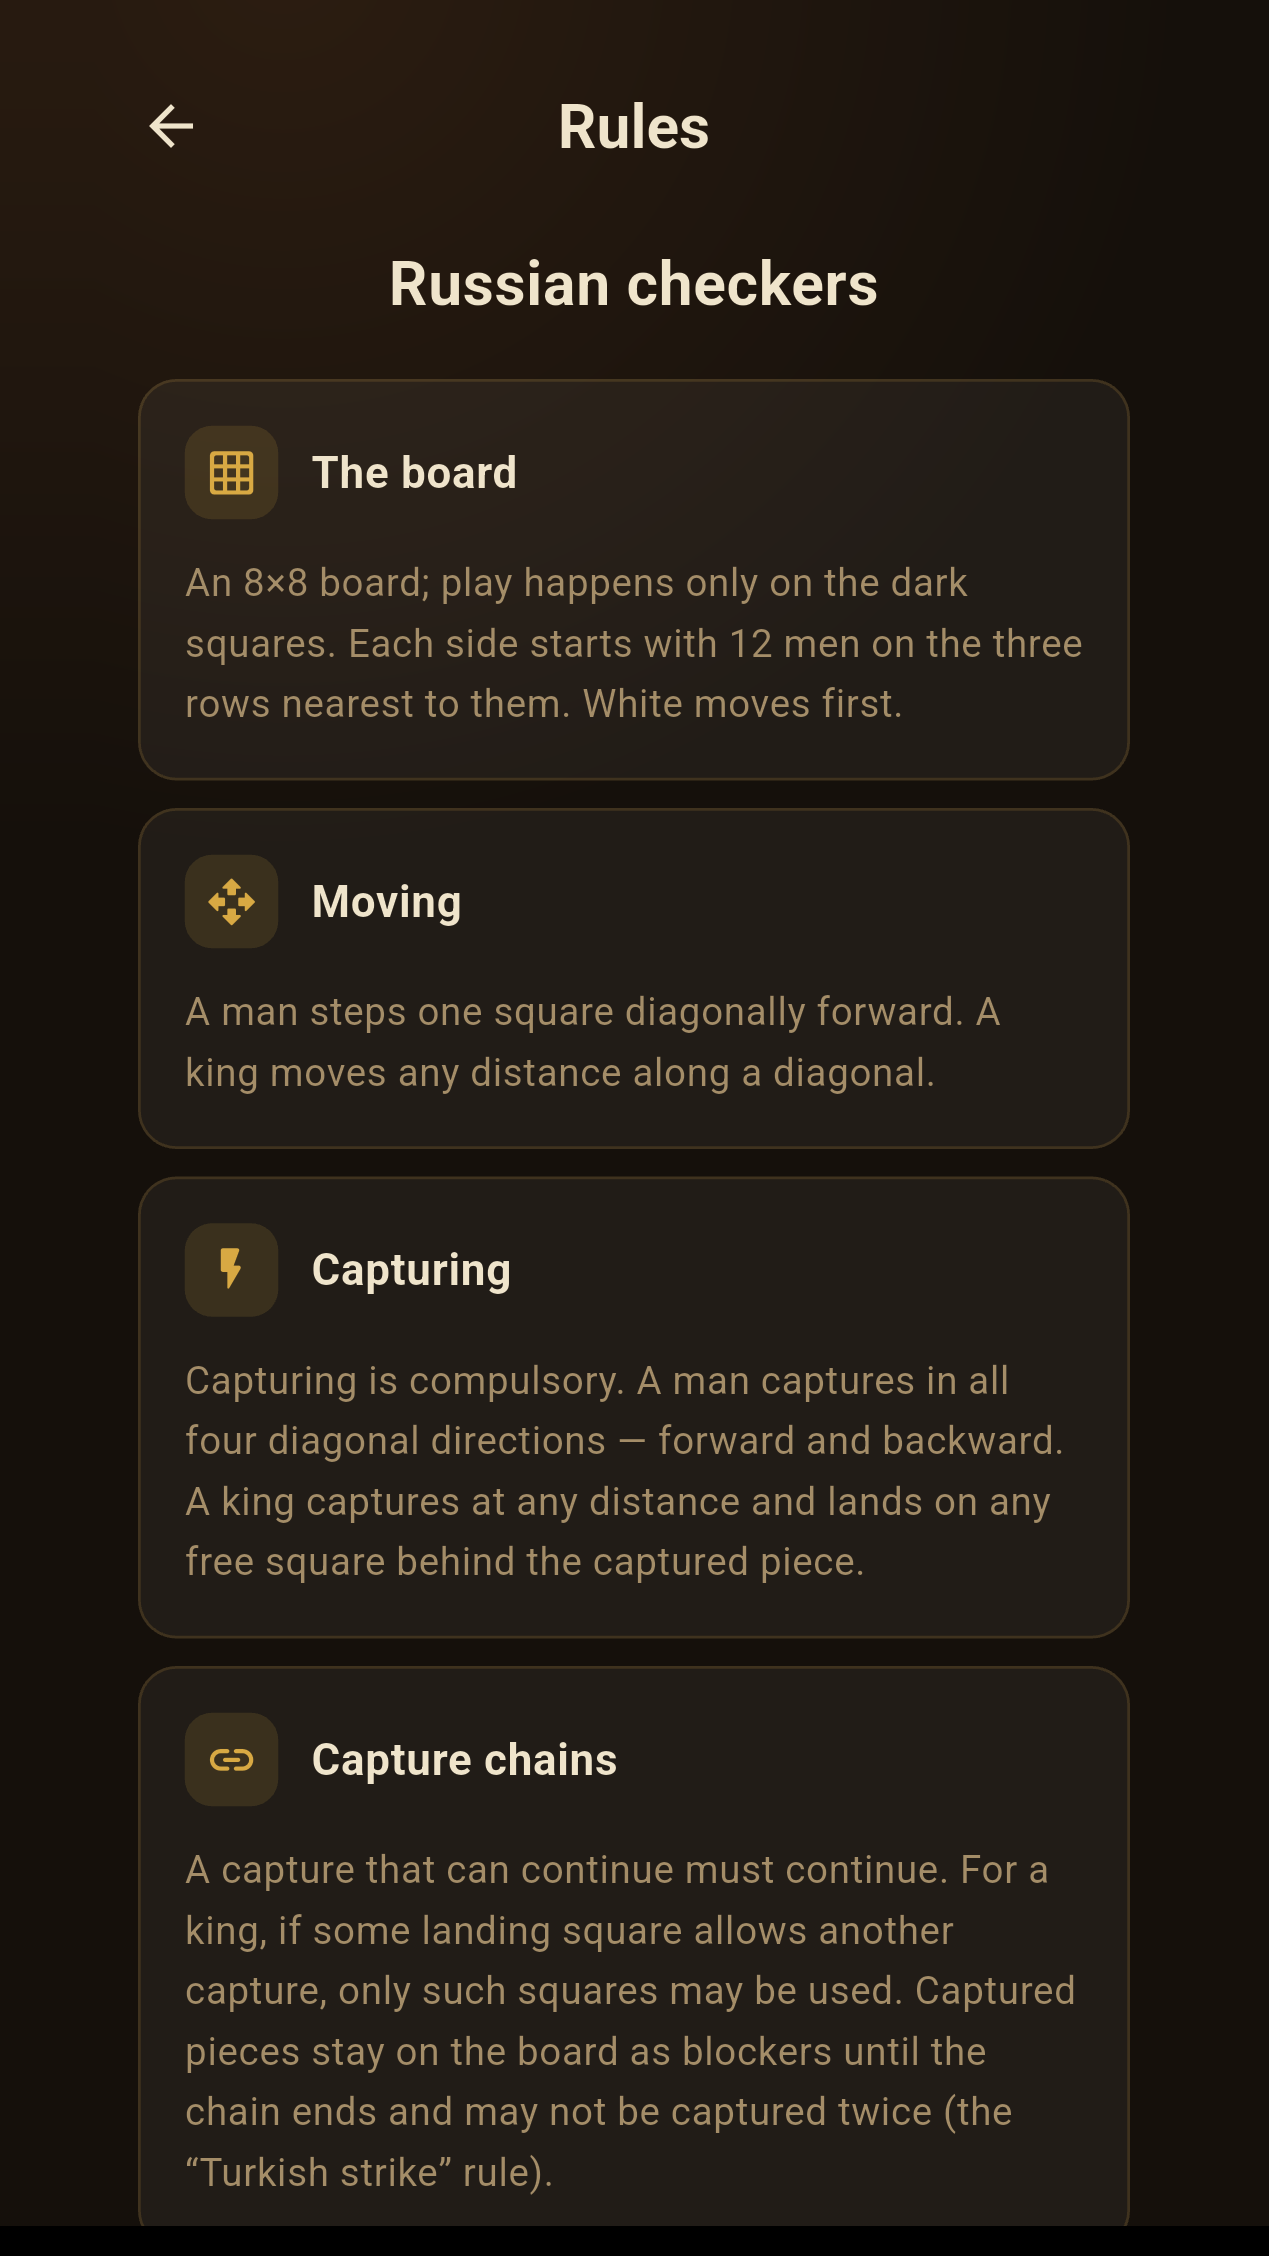 Rules
Russian checkers
The board
An 8×8 board; play happens only on the dark
squares. Each side starts with 12 men on the three
rows nearest to them. White moves first.
Moving
A man steps one square diagonally forward. A
king moves any distance along a diagonal.
Capturing
Capturing is compulsory. A man captures in all
four diagonal directions — forward and backward.
A king captures at any distance and lands on any
free square behind the captured piece.
Capture chains
A capture that can continue must continue. For a
king, if some landing square allows another
capture, only such squares may be used. Captured
pieces stay on the board as blockers until the
chain ends and may not be captured twice (the
“Turkish strike” rule).